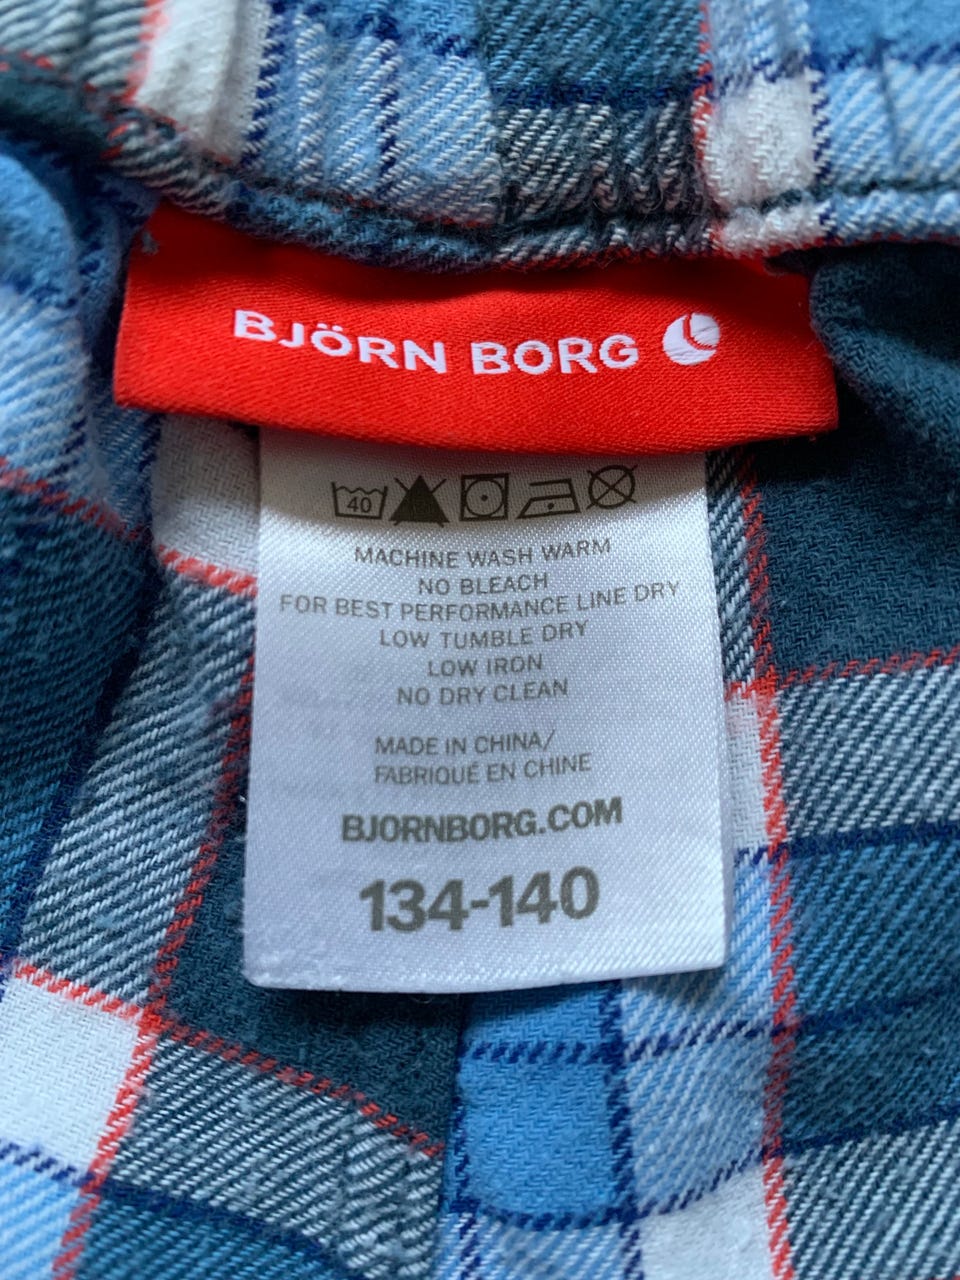 BJÖRN BORG
40
MACHINE WASH WARM
NO BLEACH
FOR BEST PERFORMANCE LINE DRY
LOW TUMBLE DRY
LOW IRON
NO DRY CLEAN
MADE IN CHINA/
FABRIQUÉ EN CHINE
BJORNBORG.COM
134-140